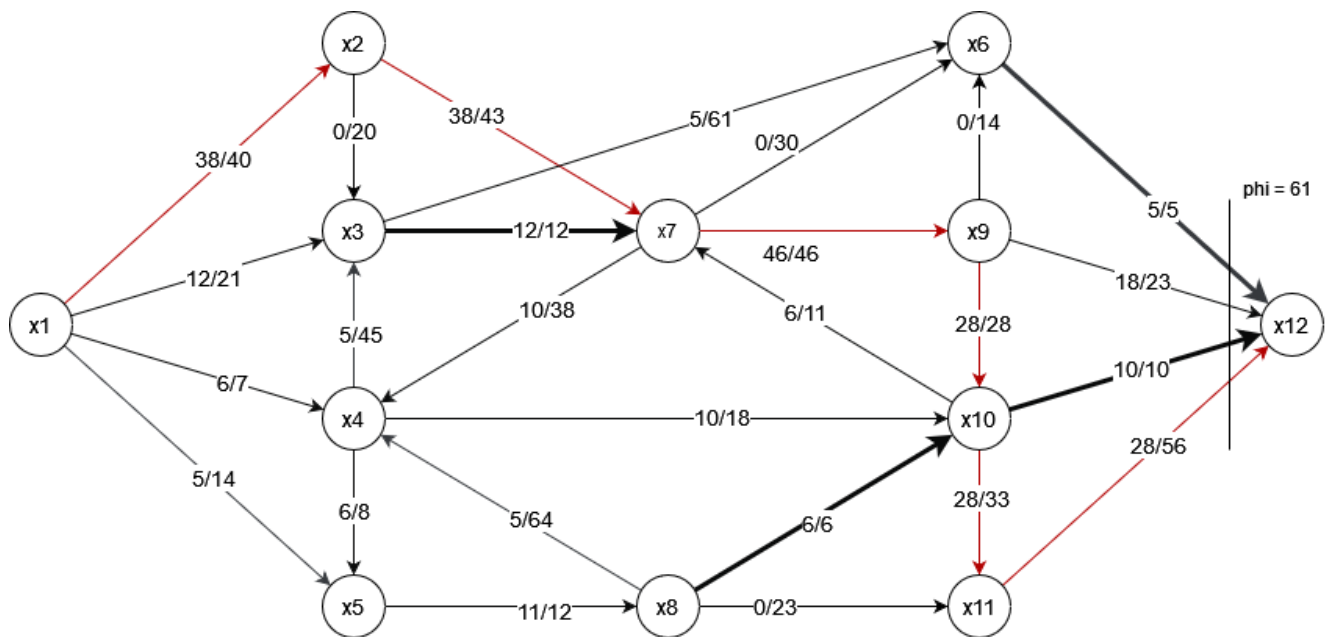 x2
x6
38/43
5/61
0/20
0/30
0/14
38/40
phi = 61
5/5
x3
12/12
x7
46/46
x9
12/21
10/38
6/11
18/23
x1
5/45
28/28
x12
6/7
10/10
x4
10/18
x10
28/56
5/14
6/8
5/64
6/6
28/33
x5
11/12
x8
0/23
x11